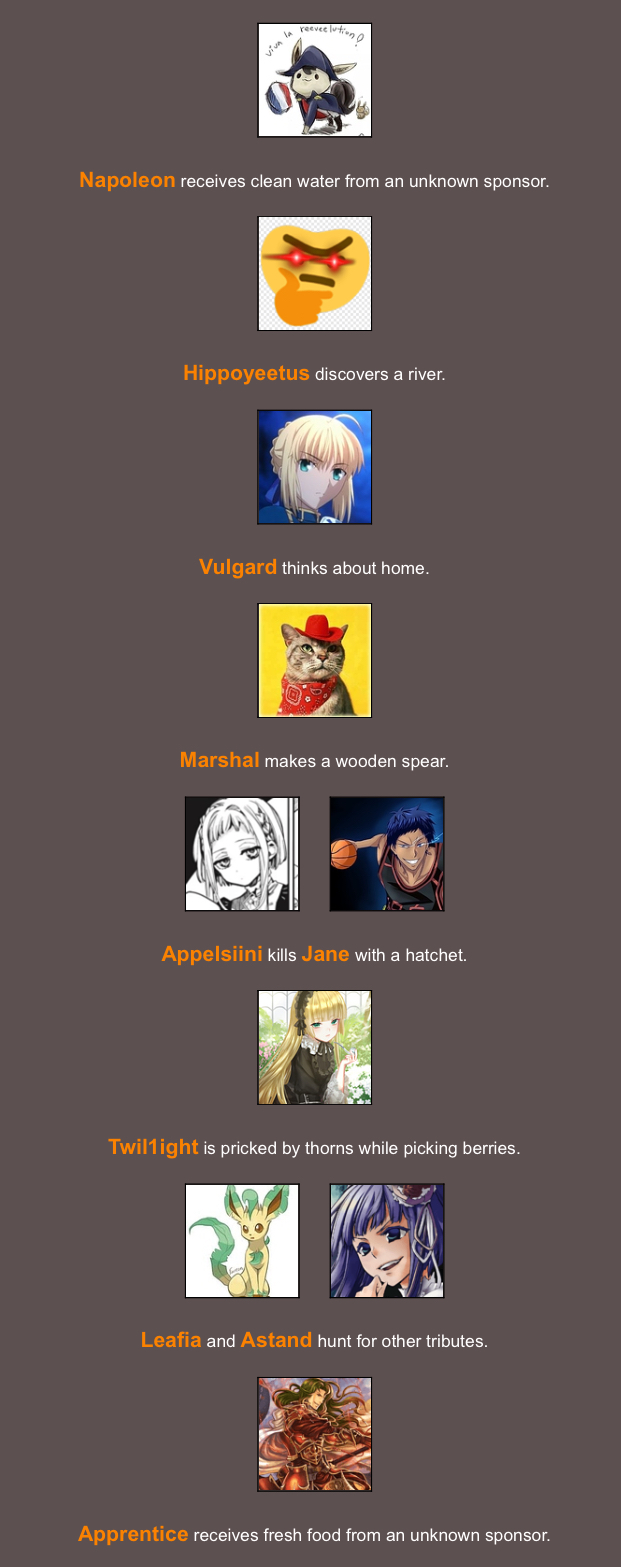 viva la reeveelution!
Napoleon receives clean water from an unknown sponsor.
Hippoyeetus discovers a river.
Vulgard thinks about home.
Marshal makes a wooden spear.
Appelsiini kills Jane with a hatchet.
Twil1ight is pricked by thorns while picking berries.
Leafia and Astand hunt for other tributes.
Apprentice receives fresh food from an unknown sponsor.